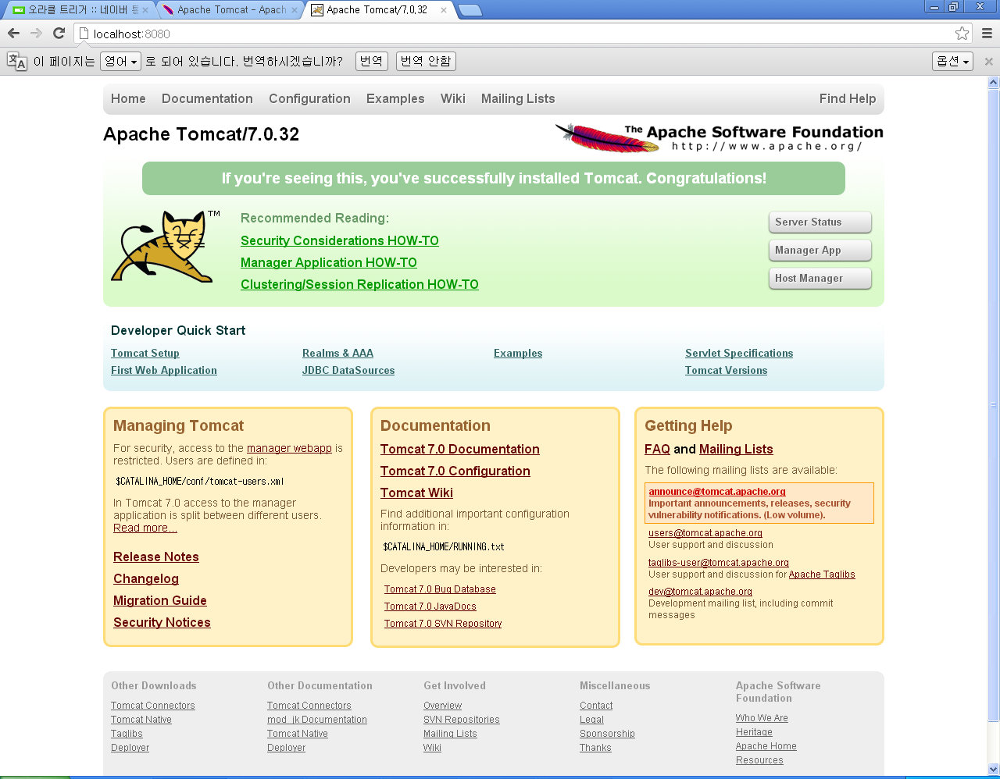 오라클 트리거 :: 네이버 통
Apache Tomcat - Apach
Apache Tomcat/7.0.32
localhost:8080
이 페이지는 영어 로 되어 있습니다. 번역하시겠습니까? 번역 번역 안함 옵션
Home Documentation Configuration Examples Wiki Mailing Lists Find Help
Apache Tomcat/7.0.32
The Apache Software Foundation
http://www.apache.org/
If you're seeing this, you've successfully installed Tomcat. Congratulations!
TM
Recommended Reading:
Security Considerations HOW-TO
Manager Application HOW-TO
Clustering/Session Replication HOW-TO
Server Status
Manager App
Host Manager
Developer Quick Start
Tomcat Setup
First Web Application
Realms & AAA
JDBC DataSources
Examples
Servlet Specifications
Tomcat Versions
Managing Tomcat
For security, access to the manager webapp is
restricted. Users are defined in:
$CATALINA_HOME/conf/tomcat-users.xml
In Tomcat 7.0 access to the manager
application is split between different users.
Read more...
Release Notes
Changelog
Migration Guide
Security Notices
Documentation
Tomcat 7.0 Documentation
Tomcat 7.0 Configuration
Tomcat Wiki
Find additional important configuration
information in:
$CATALINA_HOME/RUNNING.txt
Developers may be interested in:
Tomcat 7.0 Bug Database
Tomcat 7.0 JavaDocs
Tomcat 7.0 SVN Repository
Getting Help
FAQ and Mailing Lists
The following mailing lists are available:
announce@tomcat.apache.org
Important announcements, releases, security
vulnerability notifications. (Low volume).
users@tomcat.apache.org
User support and discussion
taglibs-user@tomcat.apache.org
User support and discussion for Apache Taglibs
dev@tomcat.apache.org
Development mailing list, including commit
messages
Other Downloads
Tomcat Connectors
Tomcat Native
Taglibs
Deployer
Other Documentation
Tomcat Connectors
mod_jk Documentation
Tomcat Native
Deployer
Get Involved
Overview
SVN Repositories
Mailing Lists
Wiki
Miscellaneous
Contact
Legal
Sponsorship
Thanks
Apache Software
Foundation
Who We Are
Heritage
Apache Home
Resources